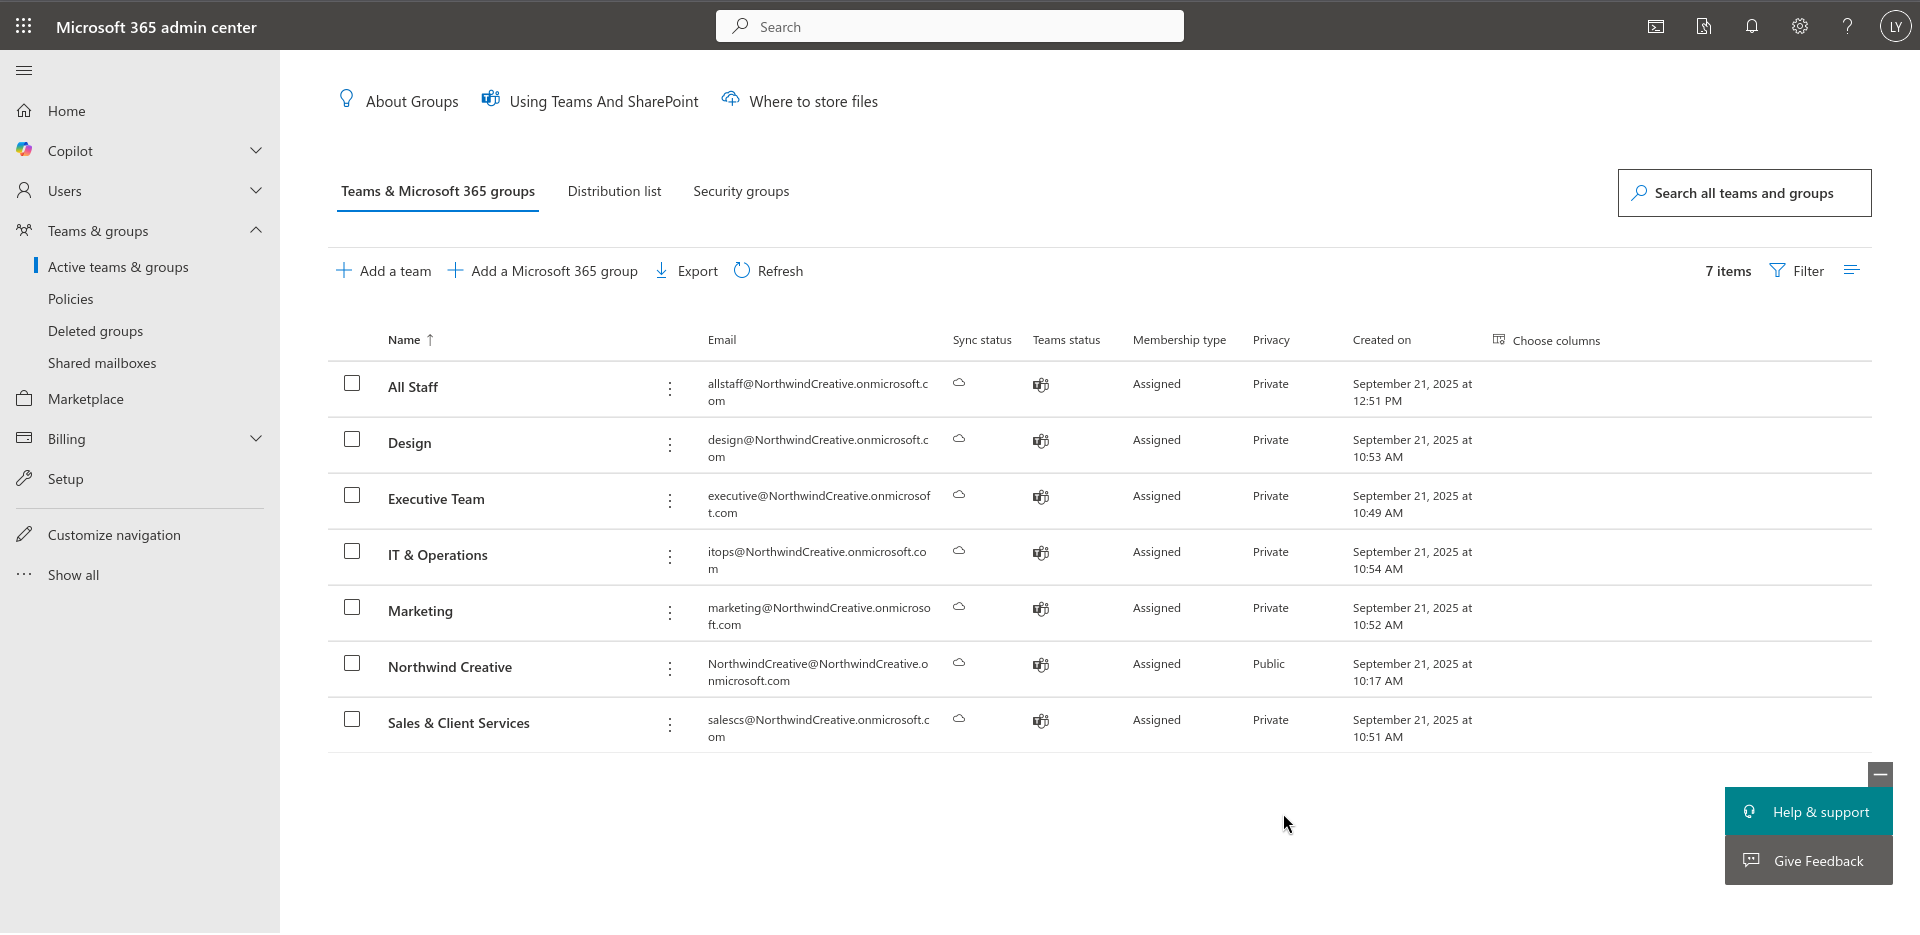 Microsoft 365 admin center
Search
LY
Home
Copilot
Users
Teams & groups
Active teams & groups
Policies
Deleted groups
Shared mailboxes
Marketplace
Billing
Setup
Customize navigation
Show all
About Groups
Using Teams And SharePoint
Where to store files
Teams & Microsoft 365 groups
Distribution list
Security groups
Search all teams and groups
Add a team
Add a Microsoft 365 group
Export
Refresh
7 items
Filter
Name ↑ Email Sync status Teams status Membership type Privacy Created on Choose columns
All Staff allstaff@NorthwindCreative.onmicrosoft.c Assigned Private September 21, 2025 at
om 12:51 PM
Design design@NorthwindCreative.onmicrosoft.c Assigned Private September 21, 2025 at
om 10:53 AM
Executive Team executive@NorthwindCreative.onmicrosof Assigned Private September 21, 2025 at
t.com 10:49 AM
IT & Operations itops@NorthwindCreative.onmicrosoft.co Assigned Private September 21, 2025 at
m 10:54 AM
Marketing marketing@NorthwindCreative.onmicroso Assigned Private September 21, 2025 at
ft.com 10:52 AM
Northwind Creative NorthwindCreative@NorthwindCreative.o Assigned Public September 21, 2025 at
nmicrosoft.com 10:17 AM
Sales & Client Services salescs@NorthwindCreative.onmicrosoft.c Assigned Private September 21, 2025 at
om 10:51 AM
Help & support
Give Feedback